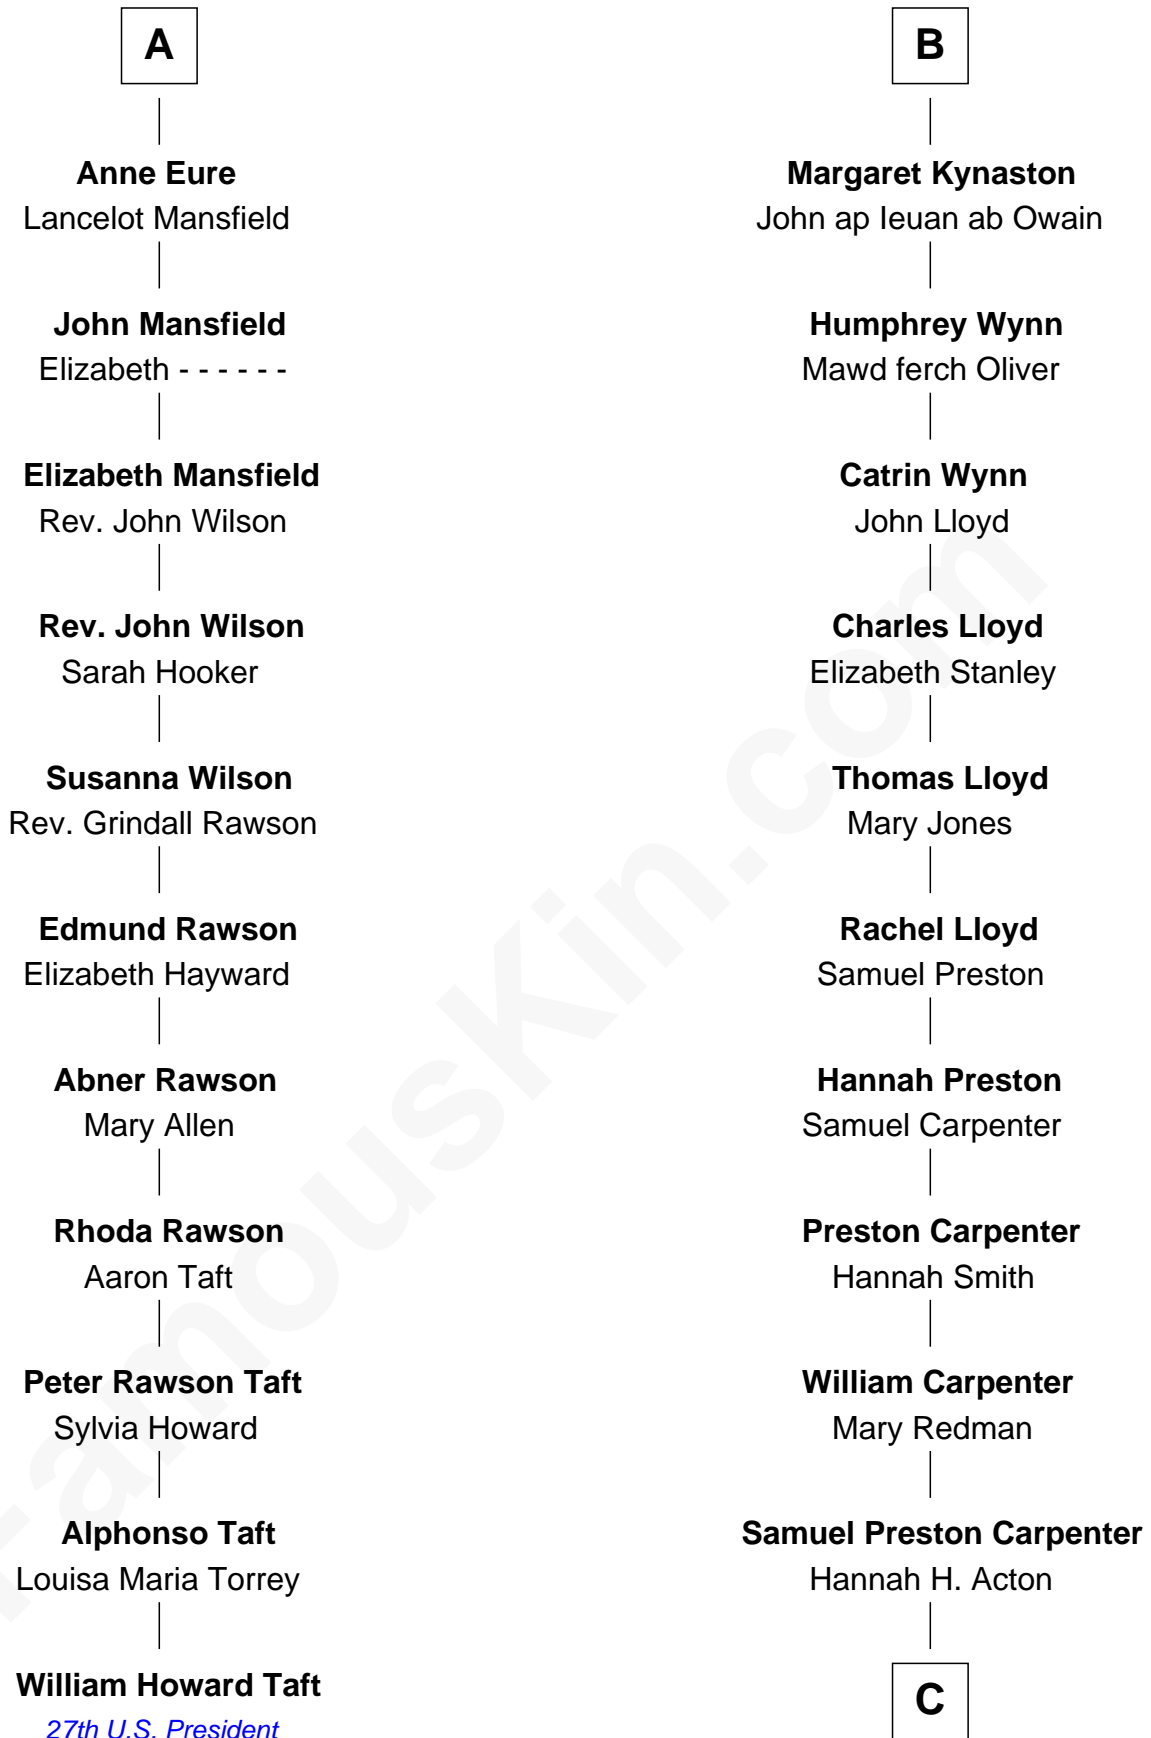 A
Anne Eure
Lancelot Mansfield
John Mansfield
Elizabeth - - - - - -
Elizabeth Mansfield
Rev. John Wilson
Rev. John Wilson
Sarah Hooker
Susanna Wilson
Rev. Grindall Rawson
Edmund Rawson
Elizabeth Hayward
Abner Rawson
Mary Allen
Rhoda Rawson
Aaron Taft
Peter Rawson Taft
Sylvia Howard
Alphonso Taft
Louisa Maria Torrey
William Howard Taft
27th U.S. President
B
Margaret Kynaston
John ap Ieuan ab Owain
Humphrey Wynn
Mawd ferch Oliver
Catrin Wynn
John Lloyd
Charles Lloyd
Elizabeth Stanley
Thomas Lloyd
Mary Jones
Rachel Lloyd
Samuel Preston
Hannah Preston
Samuel Carpenter
Preston Carpenter
Hannah Smith
William Carpenter
Mary Redman
Samuel Preston Carpenter
Hannah H. Acton
C
FamousKin.com